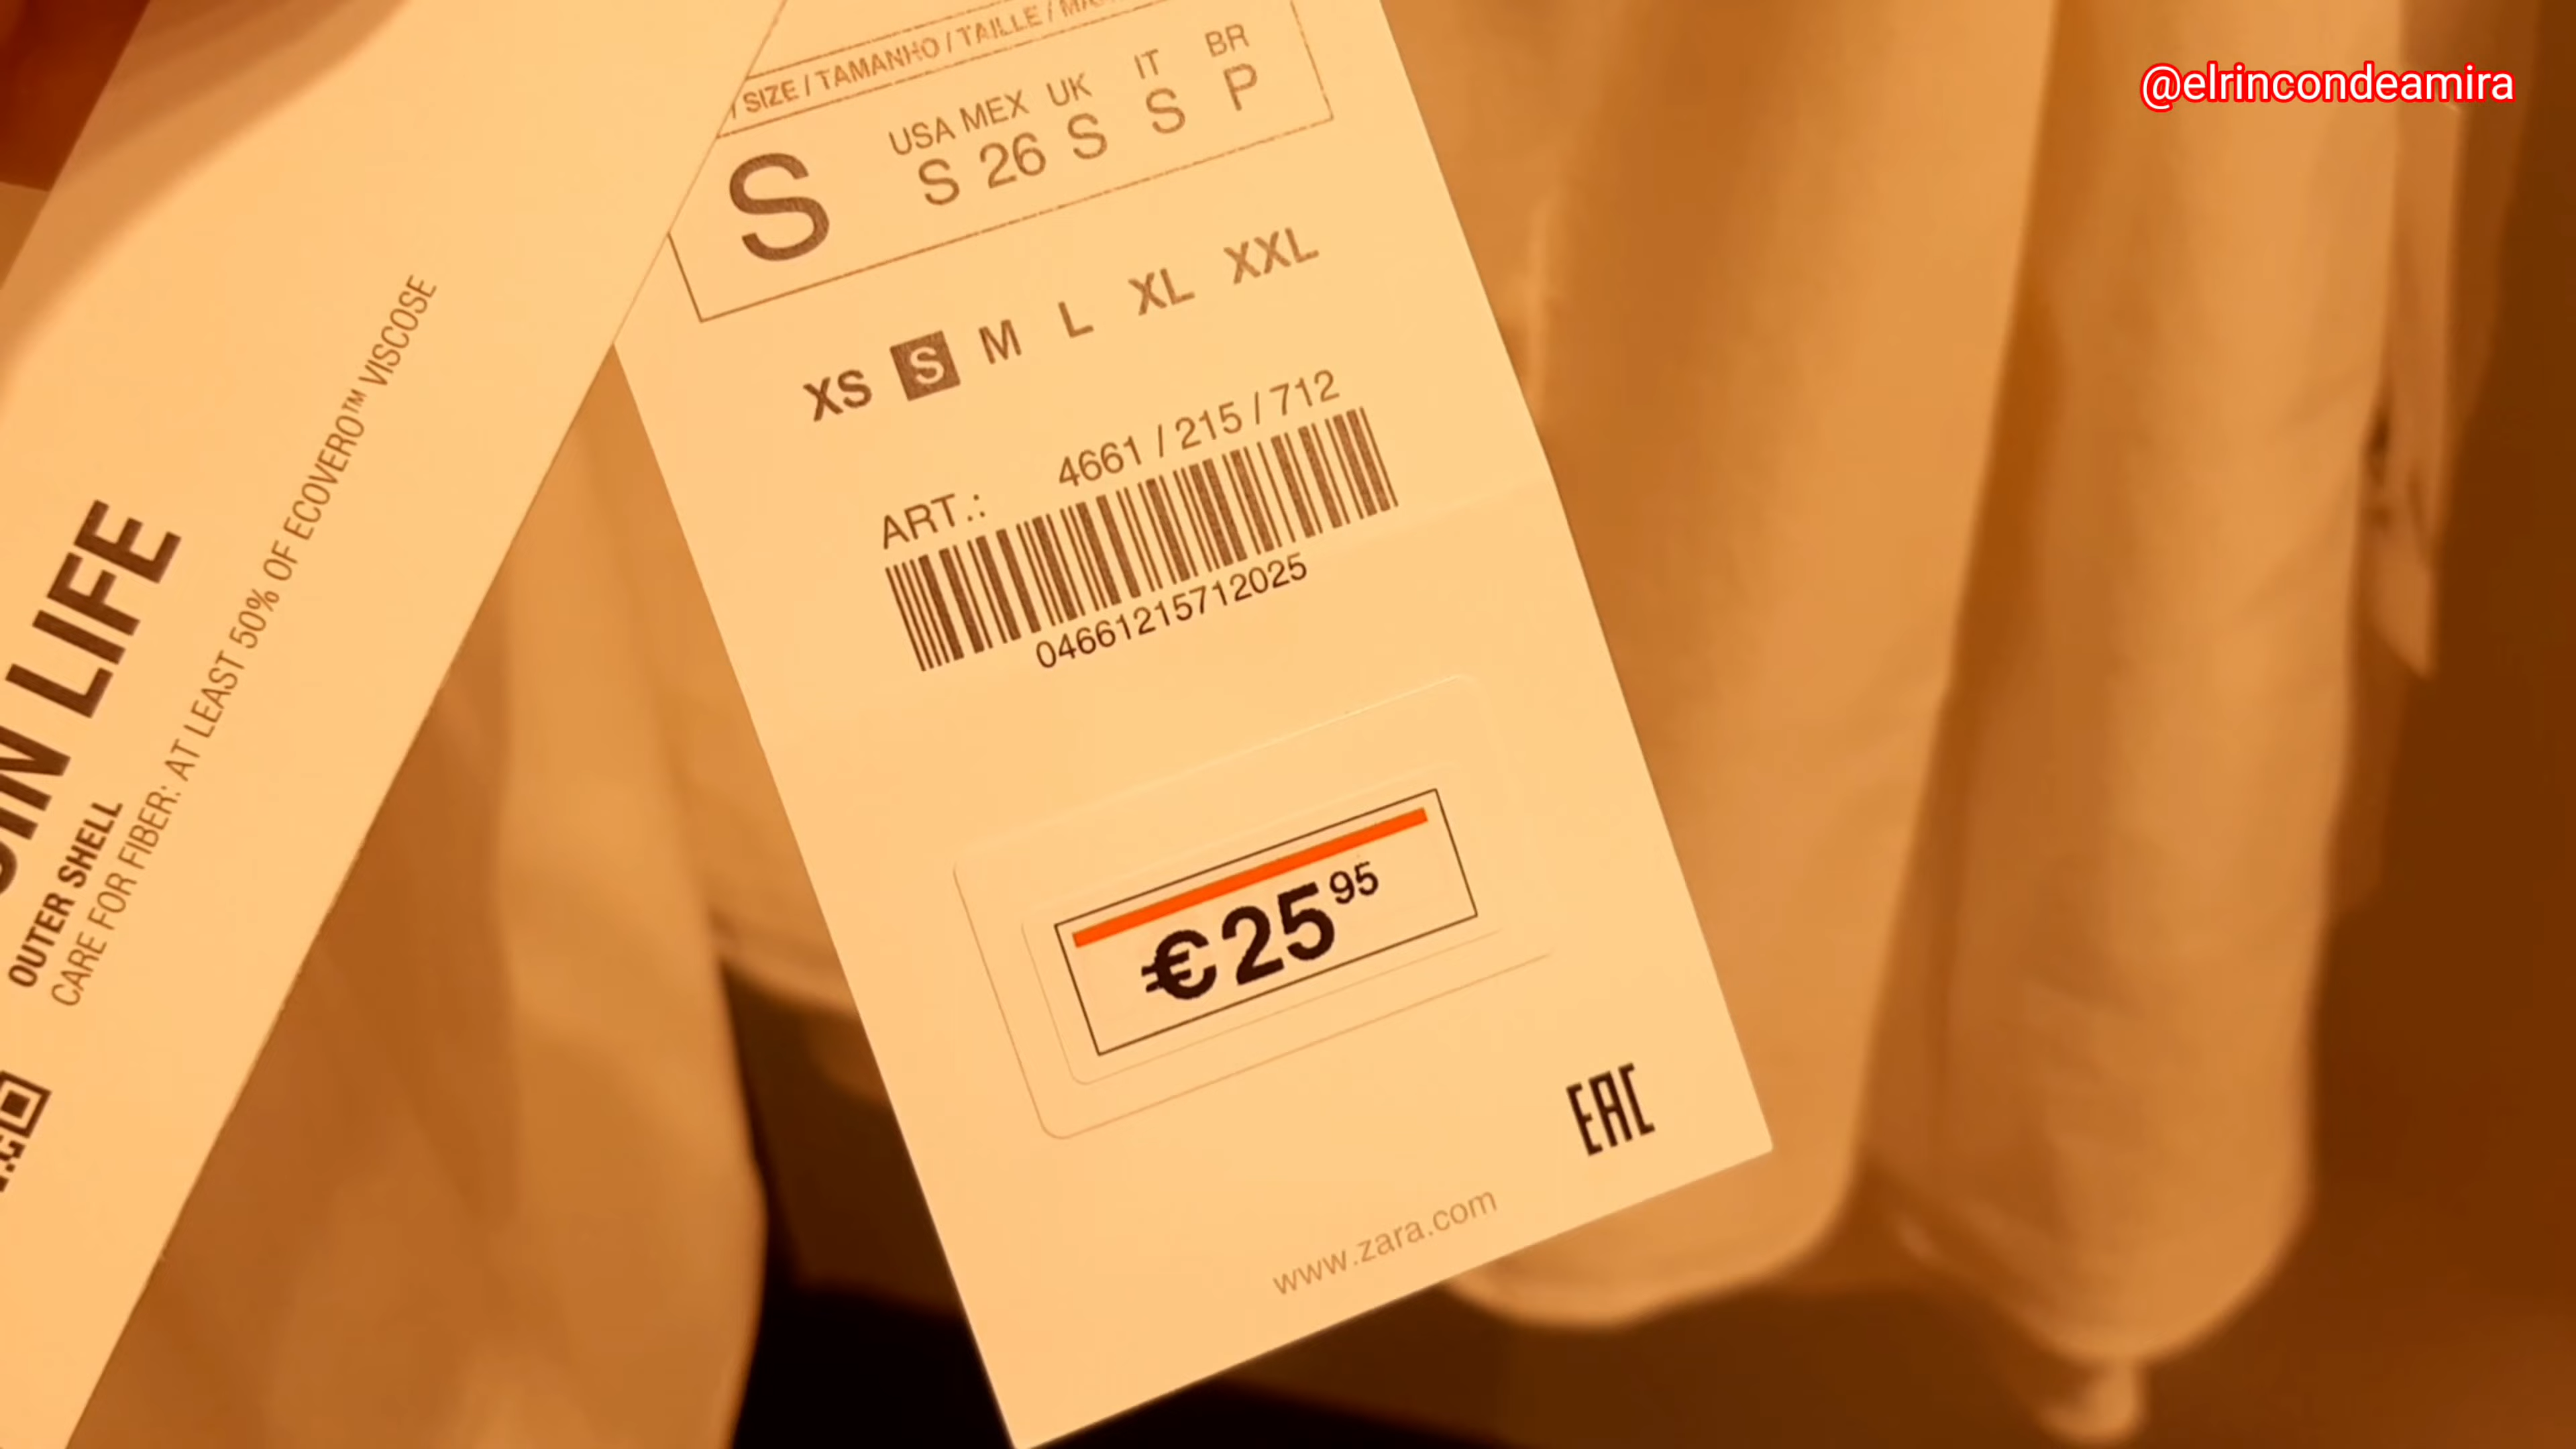 @elrincondeamira
/ SIZE / TAMANHO / TAILLE /
USA MEX UK IT BR
S S 26 S S P
XS S M L XL XXL
ART.: 4661 / 215 / 712
04661215712025
€25 95
EAC
www.zara.com
LIFE
OUTER SHELL
CARE FOR FIBER: AT LEAST 50% OF ECOVERO™ VISCOSE